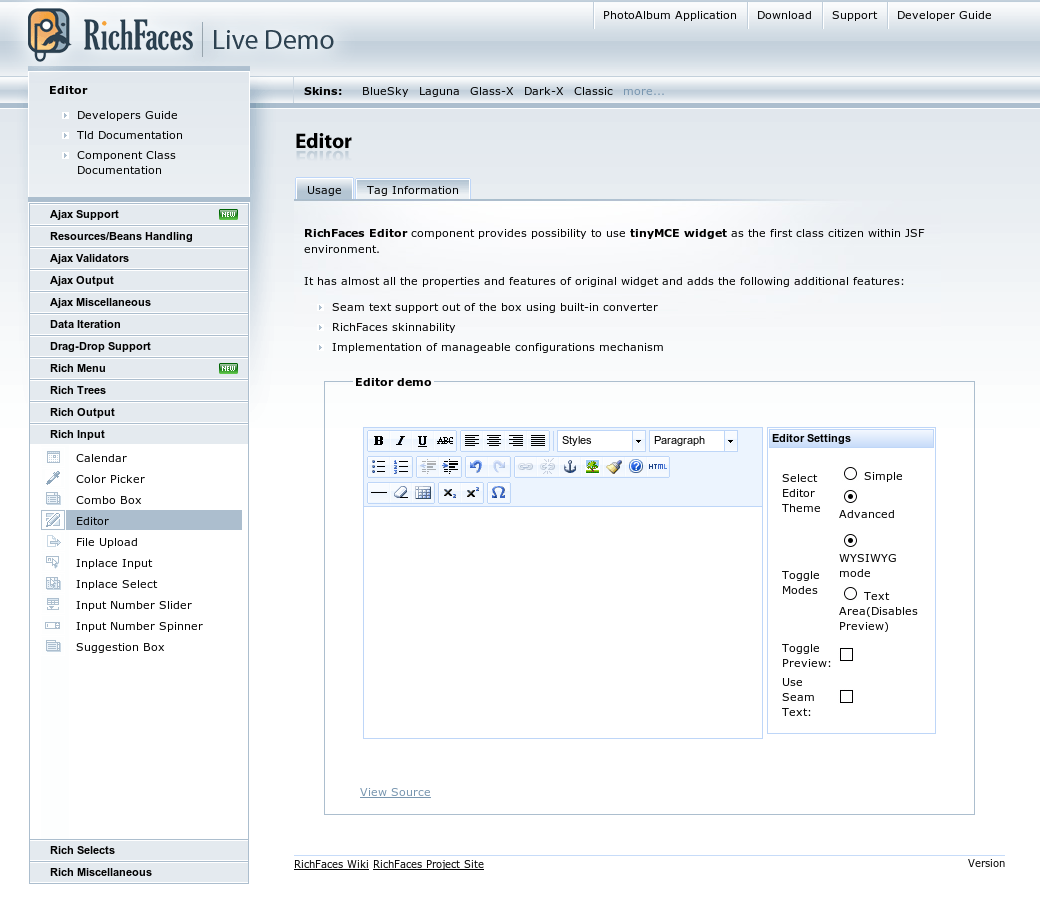 PhotoAlbum Application Download Support Developer Guide
RichFaces Live Demo
Skins: BlueSky Laguna Glass-X Dark-X Classic more...
Editor
Developers Guide
Tld Documentation
Component Class
Documentation
Ajax Support NEW
Resources/Beans Handling
Ajax Validators
Ajax Output
Ajax Miscellaneous
Data Iteration
Drag-Drop Support
Rich Menu NEW
Rich Trees
Rich Output
Rich Input
Calendar
Color Picker
Combo Box
Editor
File Upload
Inplace Input
Inplace Select
Input Number Slider
Input Number Spinner
Suggestion Box
Rich Selects
Rich Miscellaneous
Editor
Usage Tag Information
RichFaces Editor component provides possibility to use tinyMCE widget as the first class citizen within JSF
environment.
It has almost all the properties and features of original widget and adds the following additional features:
Seam text support out of the box using built-in converter
RichFaces skinnability
Implementation of manageable configurations mechanism
Editor demo
B I U ABC Styles Paragraph
HTML
x₂ x² Ω
Editor Settings
Select
Editor
Theme
Simple
Advanced
Toggle
Modes
WYSIWYG
mode
Text
Area(Disables
Preview)
Toggle
Preview:
Use
Seam
Text:
View Source
RichFaces Wiki RichFaces Project Site Version